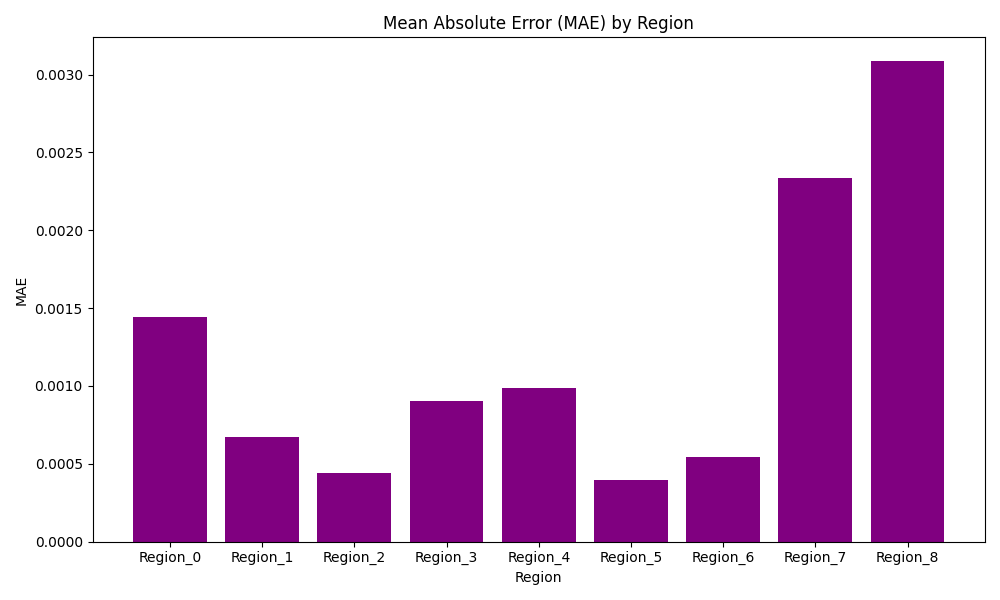 Mean Absolute Error (MAE) by Region
MAE
0.0030
0.0025
0.0020
0.0015
0.0010
0.0005
0.0000
Region_0 Region_1 Region_2 Region_3 Region_4 Region_5 Region_6 Region_7 Region_8
Region